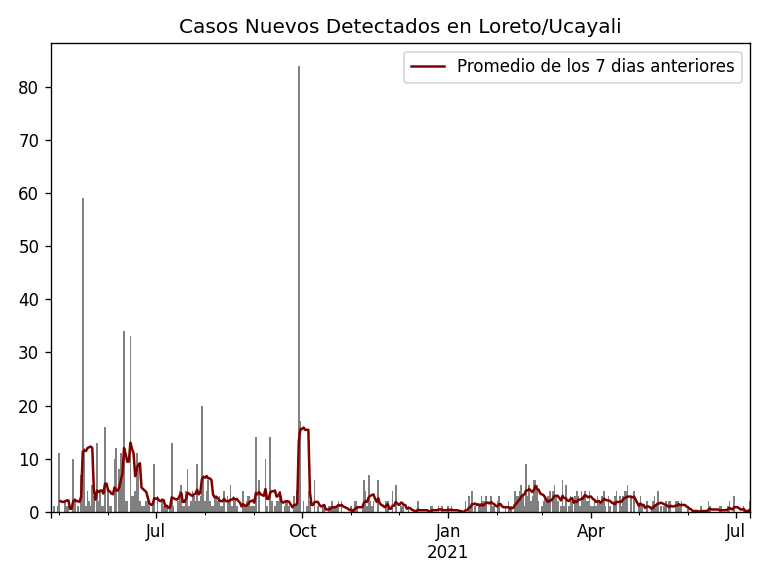 Casos Nuevos Detectados en Loreto/Ucayali
Promedio de los 7 dias anteriores
80
70
60
50
40
30
20
10
0
Jul
Oct
Jan
2021
Apr
Jul